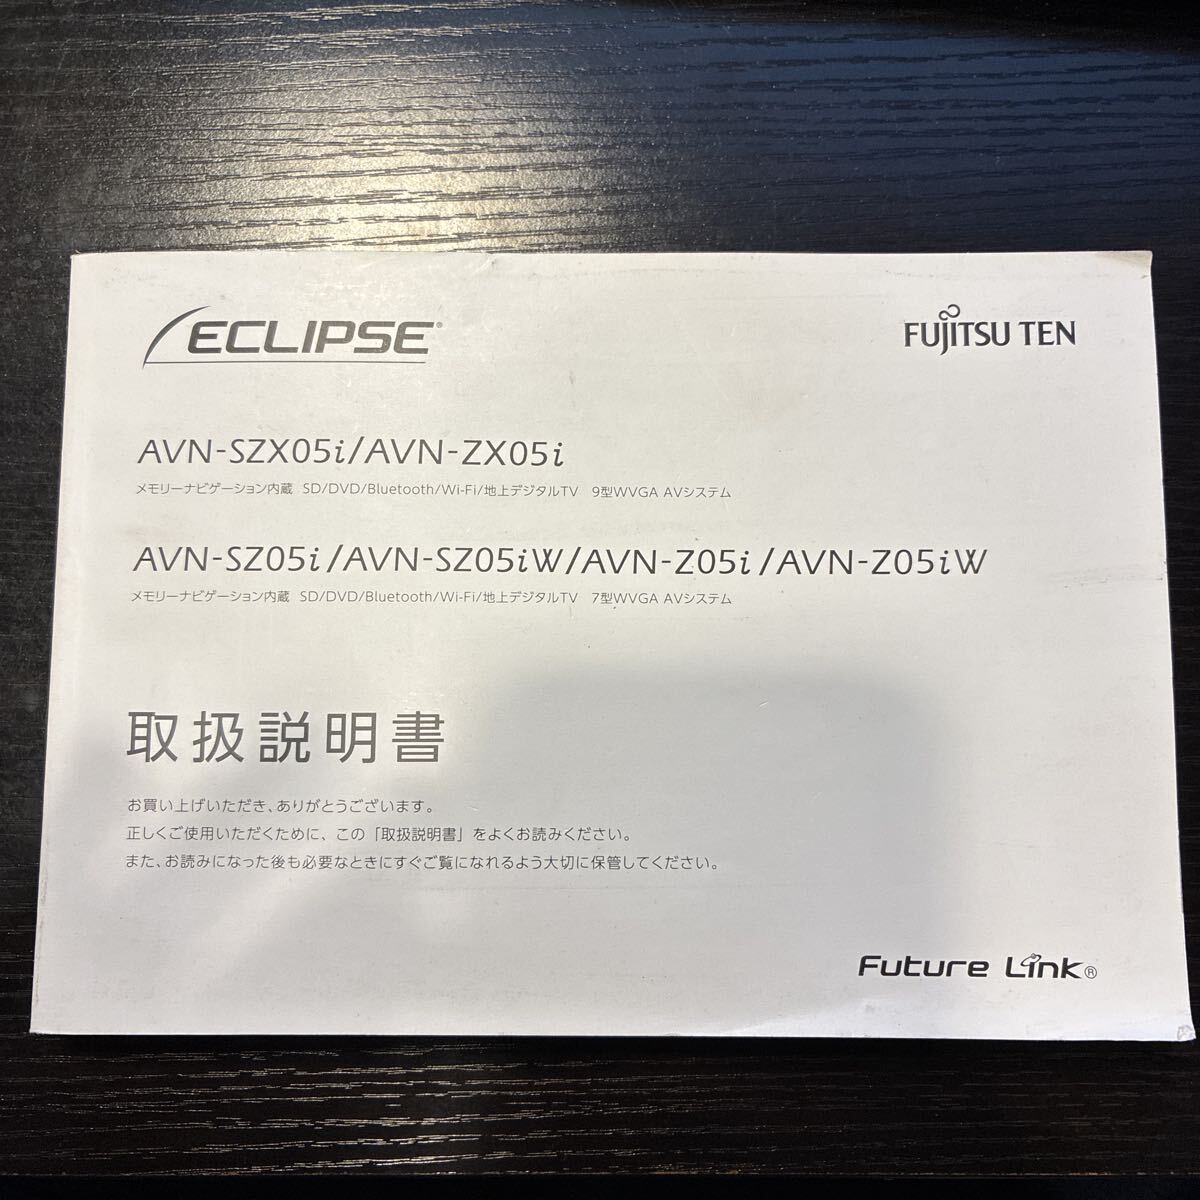 ECLIPSE®
FUJITSU TEN
AVN-SZX05i/AVN-ZX05i
メモリーナビゲーション内蔵 SD/DVD/Bluetooth/Wi-Fi/地上デジタルTV 9型WVGA AVシステム
AVN-SZ05i/AVN-SZ05iW/AVN-Z05i/AVN-Z05iW
メモリーナビゲーション内蔵 SD/DVD/Bluetooth/Wi-Fi/地上デジタルTV 7型WVGA AVシステム
取扱説明書
お買い上げいただき、ありがとうございます。
正しくご使用いただくために、この「取扱説明書」をよくお読みください。
また、お読みになった後も必要なときにすぐご覧になれるよう大切に保管してください。
Future Link®